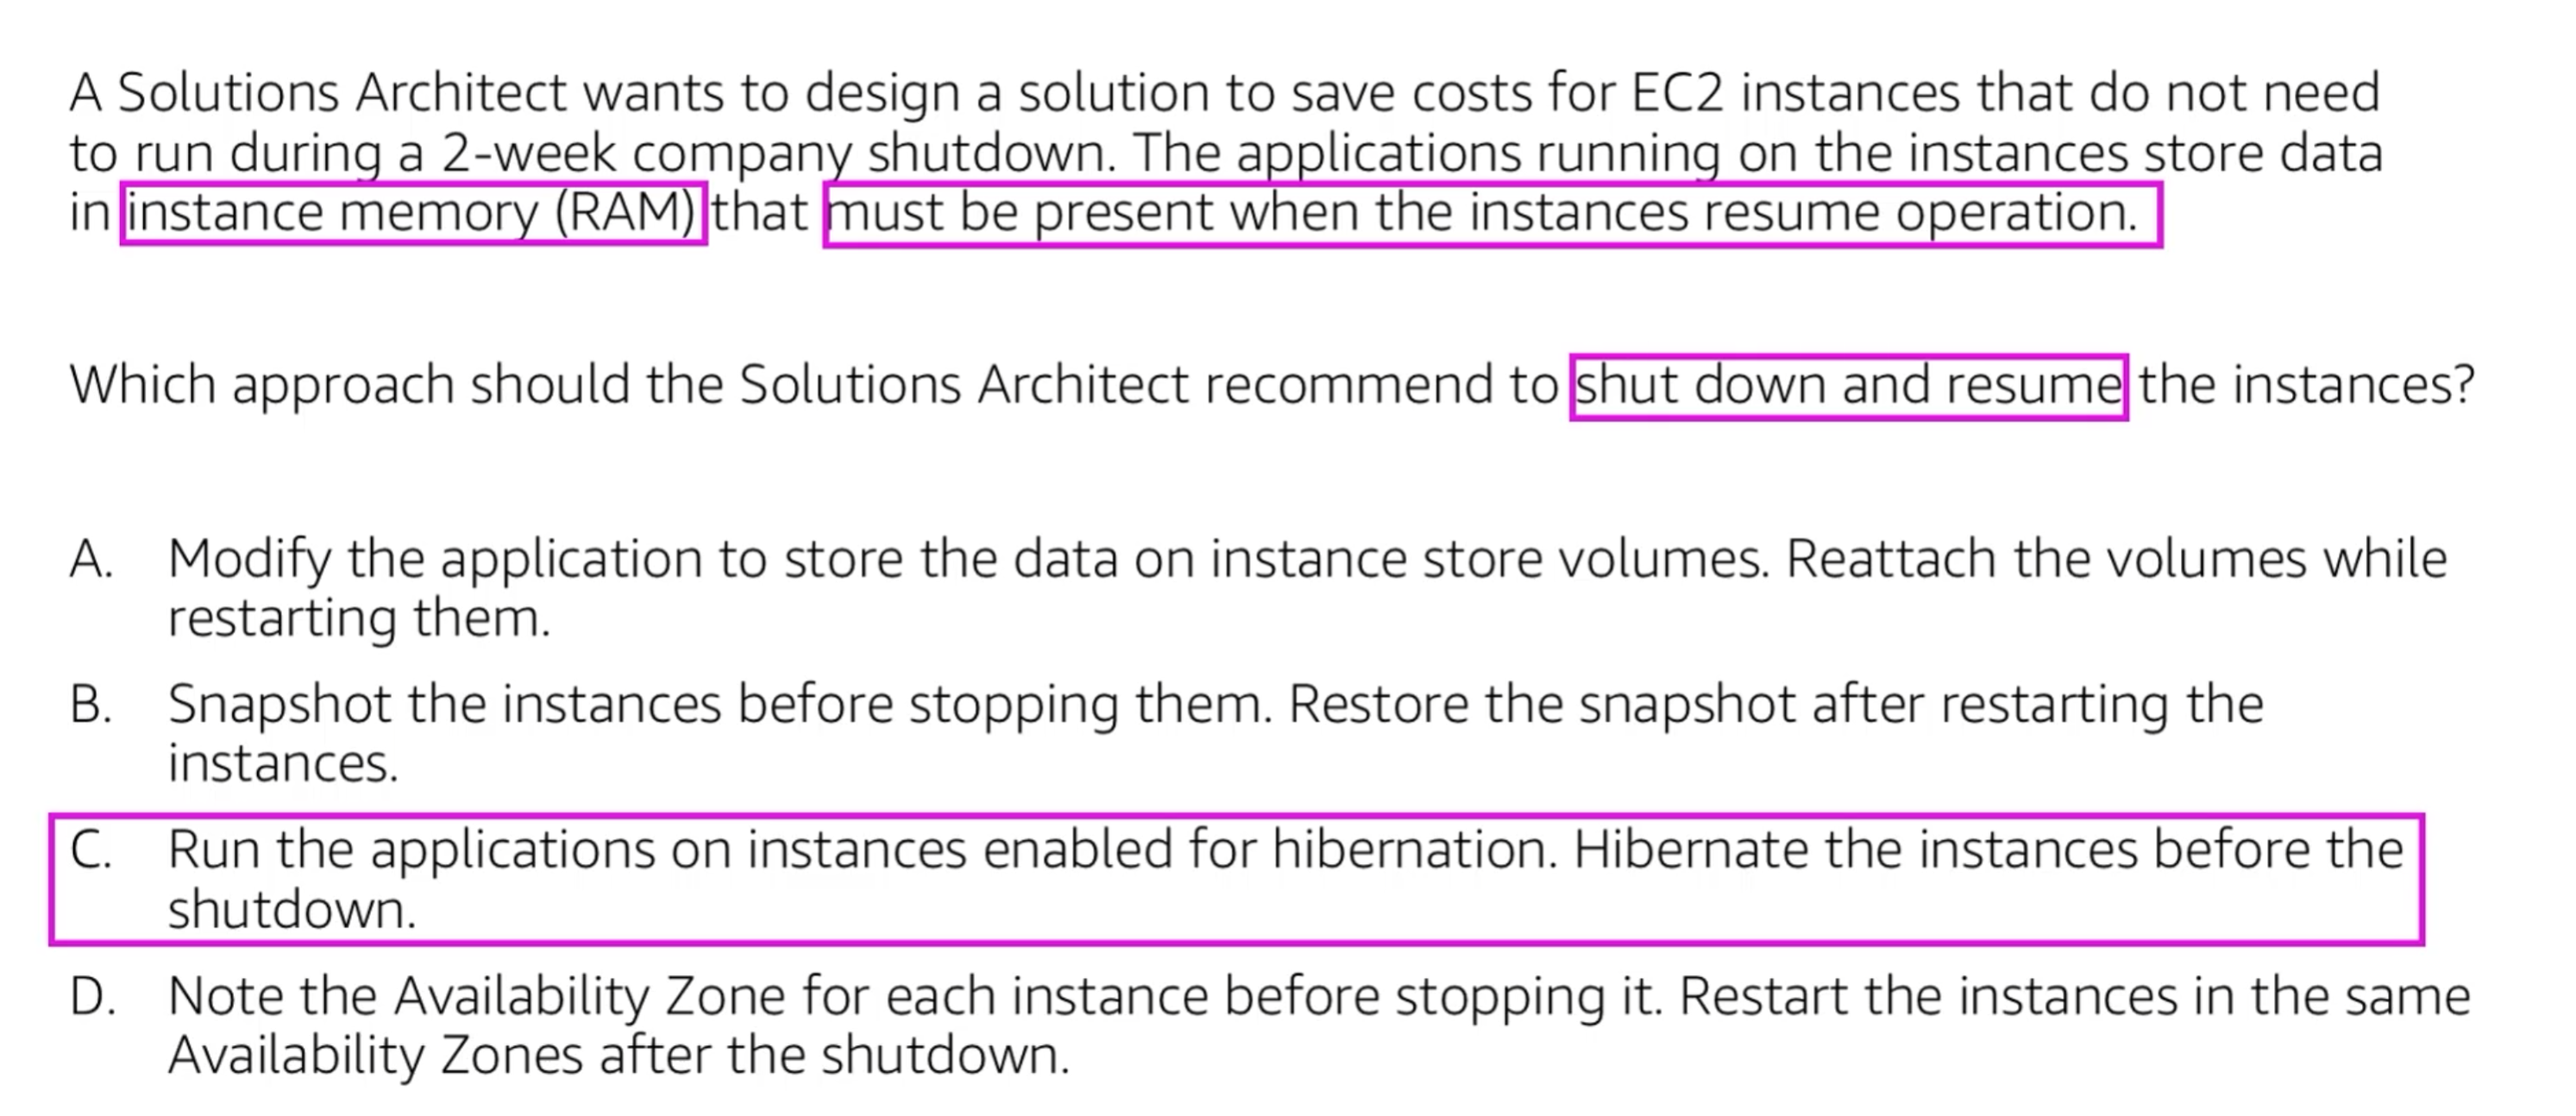 A Solutions Architect wants to design a solution to save costs for EC2 instances that do not need
to run during a 2-week company shutdown. The applications running on the instances store data
in instance memory (RAM) that must be present when the instances resume operation.
Which approach should the Solutions Architect recommend to shut down and resume the instances?
A. Modify the application to store the data on instance store volumes. Reattach the volumes while
restarting them.
B. Snapshot the instances before stopping them. Restore the snapshot after restarting the
instances.
C. Run the applications on instances enabled for hibernation. Hibernate the instances before the
shutdown.
D. Note the Availability Zone for each instance before stopping it. Restart the instances in the same
Availability Zones after the shutdown.